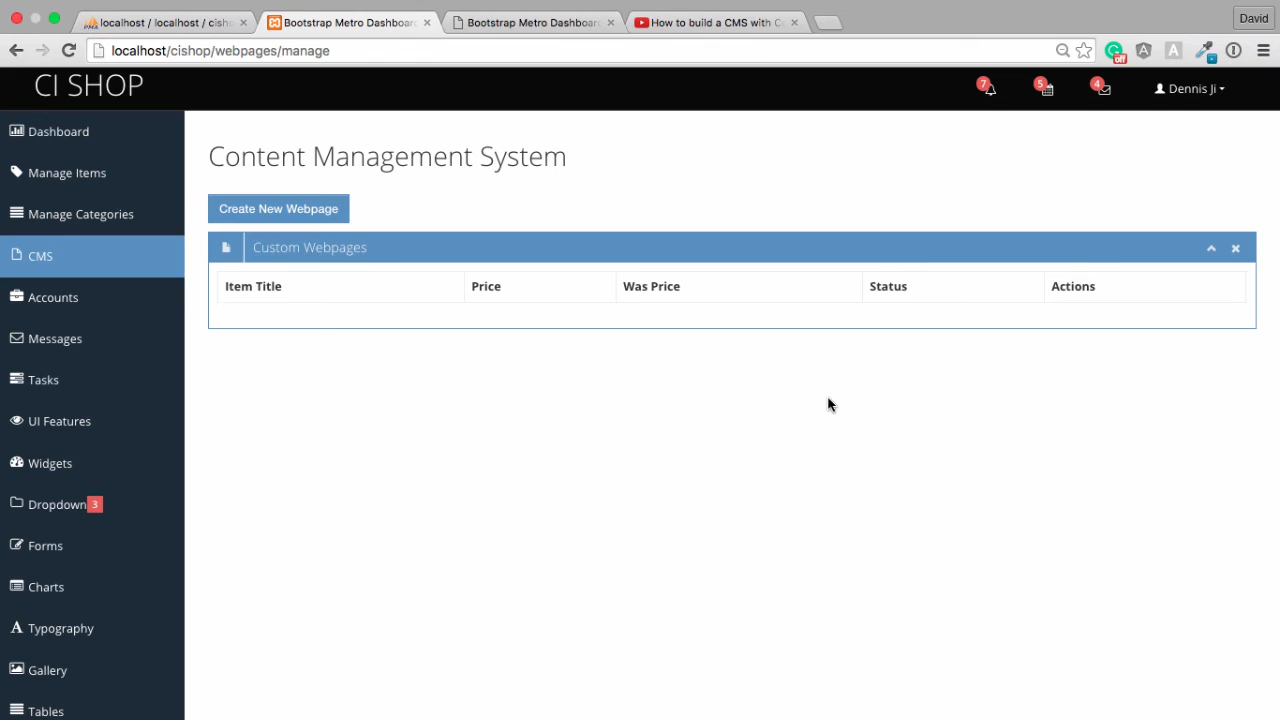 localhost / localhost / cisho
Bootstrap Metro Dashboard
Bootstrap Metro Dashboar
How to build a CMS with Co
David
localhost/cishop/webpages/manage
off
A
CI SHOP
7
5
4
Dennis Ji
Dashboard
Manage Items
Manage Categories
CMS
Accounts
Messages
Tasks
UI Features
Widgets
Dropdown 3
Forms
Charts
Typography
Gallery
Tables
Content Management System
Create New Webpage
Custom Webpages
Item Title Price Was Price Status Actions